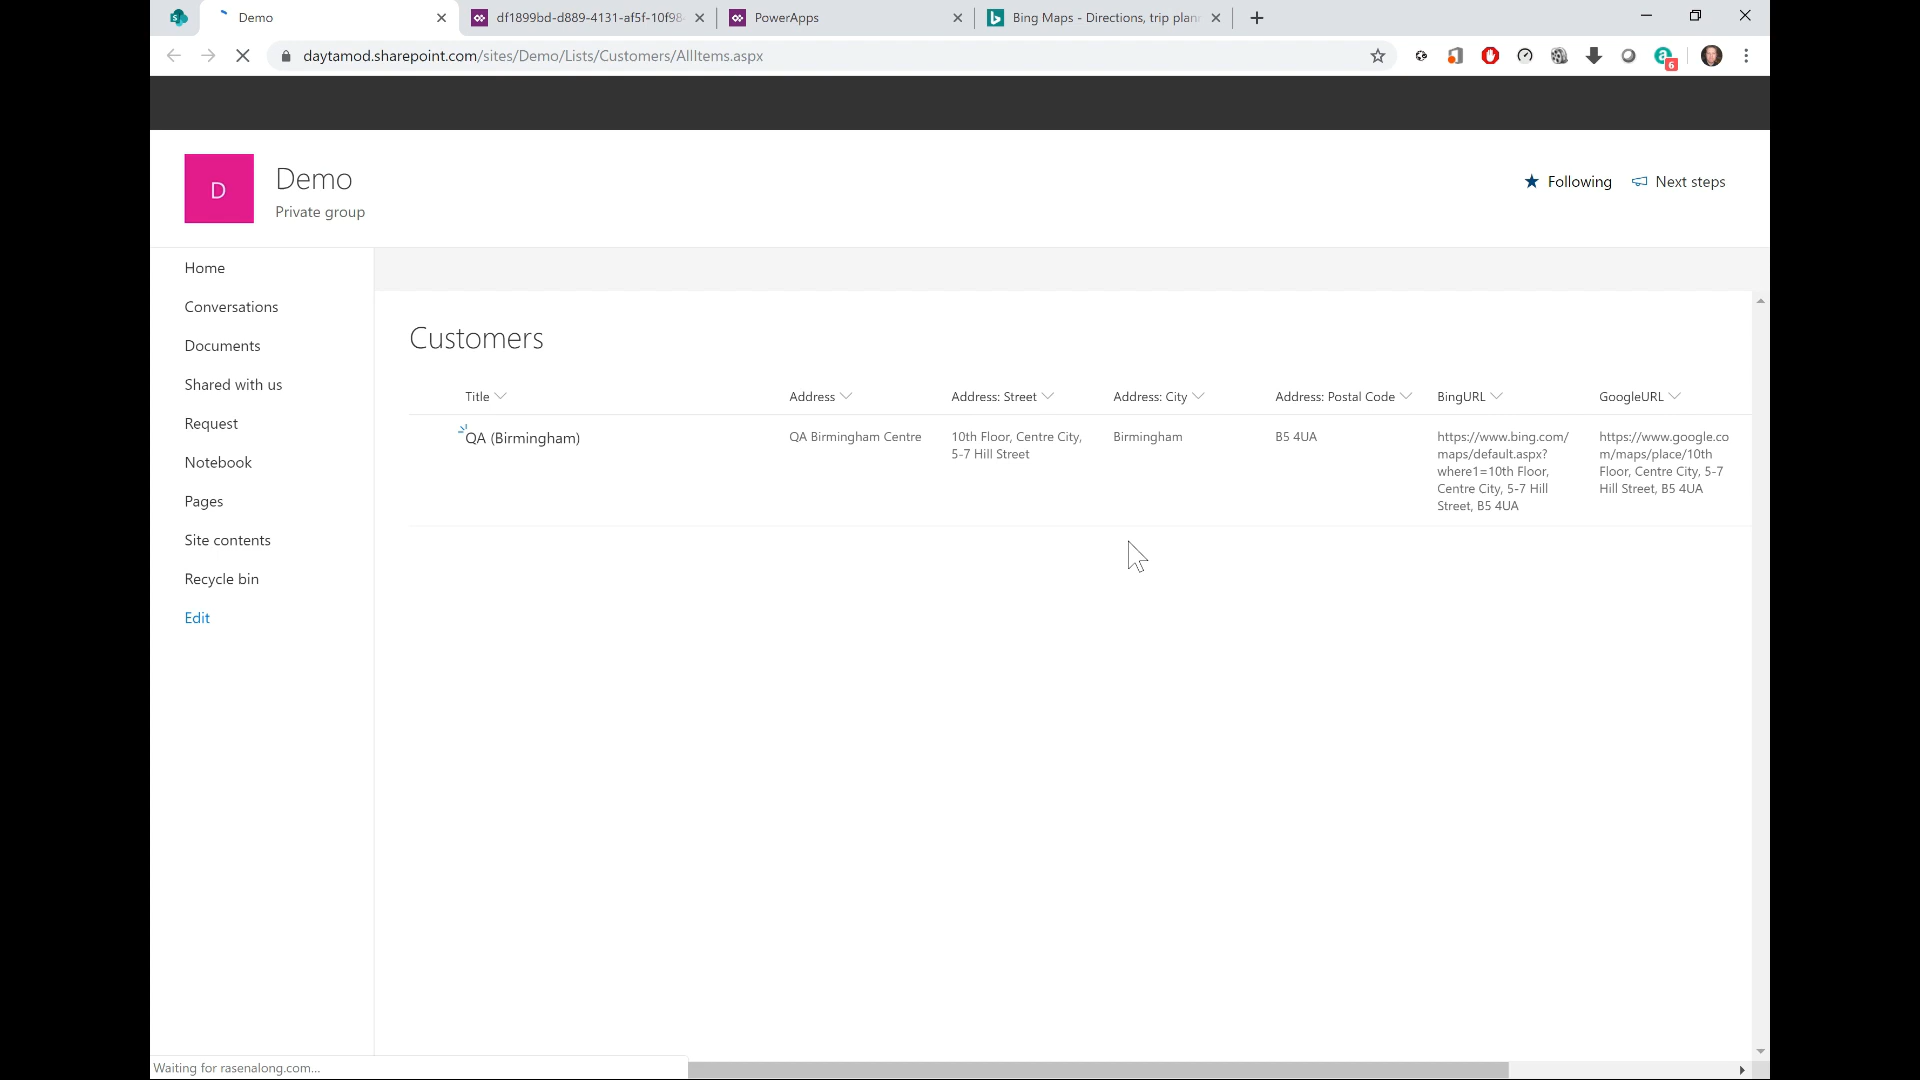 Demo
df1899bd-d889-4131-af5f-10f98
PowerApps
Bing Maps - Directions, trip plan
daytamod.sharepoint.com/sites/Demo/Lists/Customers/AllItems.aspx
6
D
Demo
Private group
Following
Next steps
Home
Conversations
Documents
Shared with us
Request
Notebook
Pages
Site contents
Recycle bin
Edit
Customers
Title
Address
Address: Street
Address: City
Address: Postal Code
BingURL
GoogleURL
QA (Birmingham)
QA Birmingham Centre
10th Floor, Centre City,
5-7 Hill Street
Birmingham
B5 4UA
https://www.bing.com/
maps/default.aspx?
where1=10th Floor,
Centre City, 5-7 Hill
Street, B5 4UA
https://www.google.co
m/maps/place/10th
Floor, Centre City, 5-7
Hill Street, B5 4UA
Waiting for rasenalong.com...